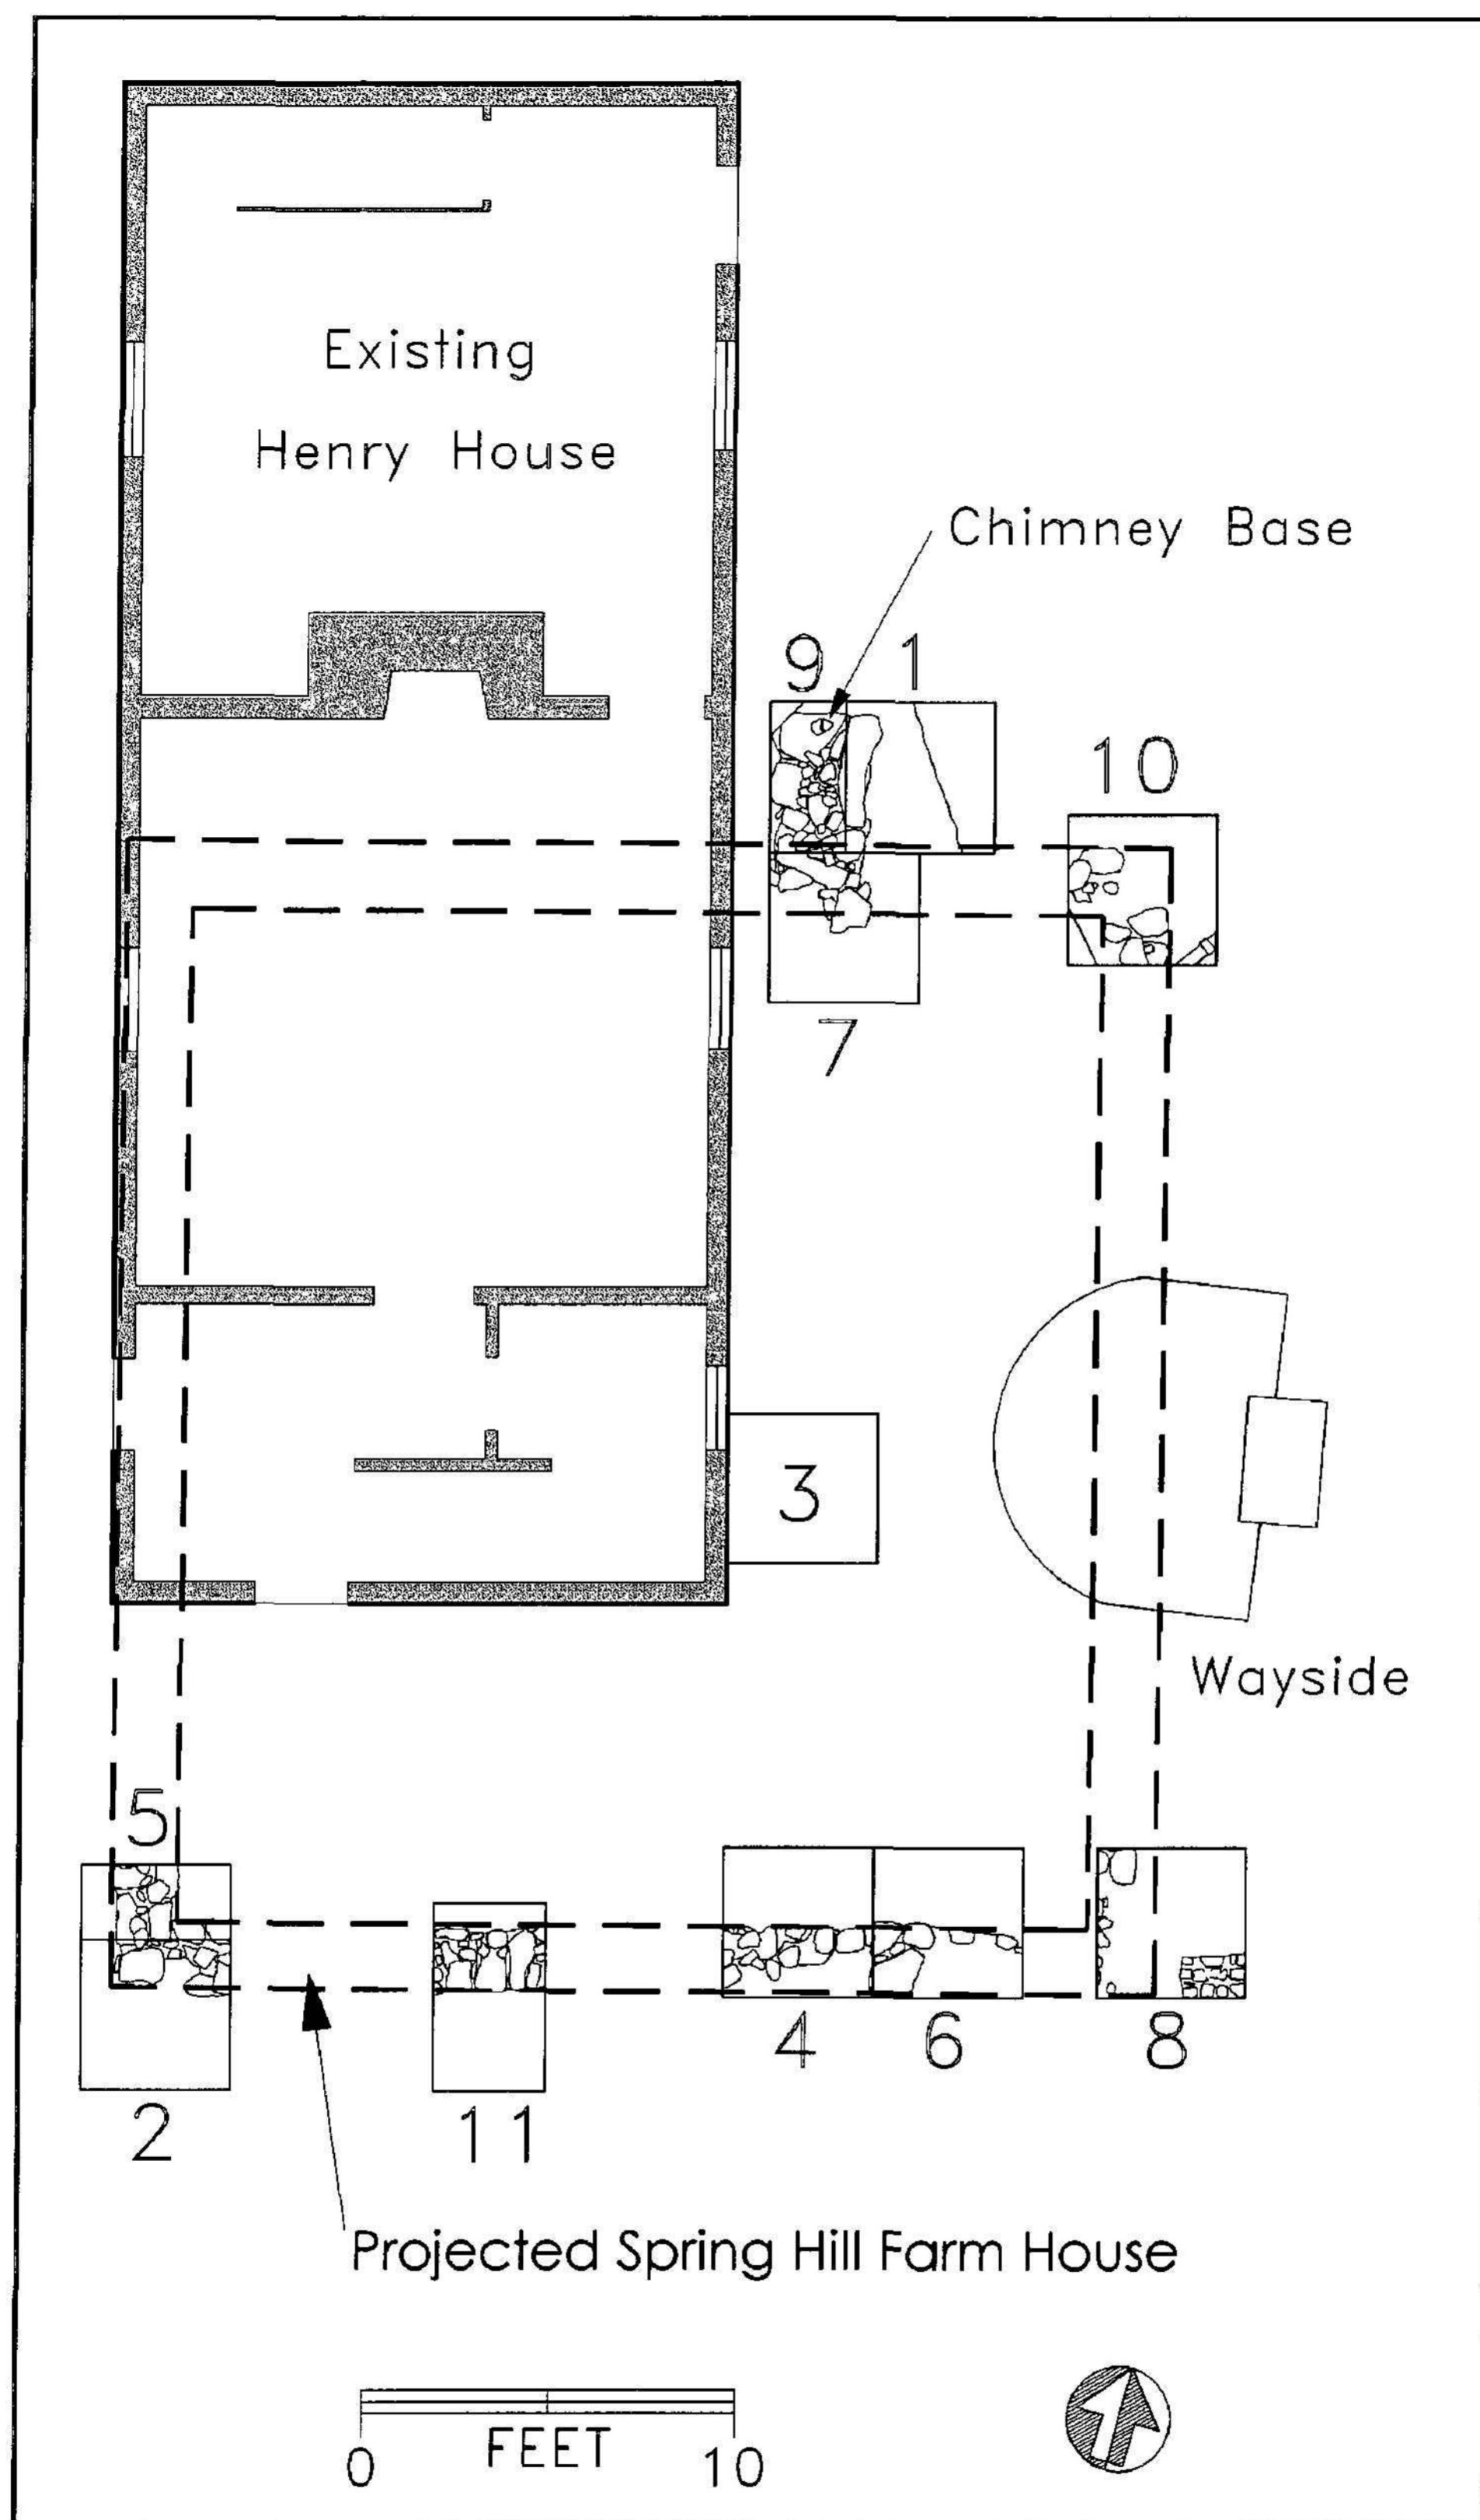 Existing
Henry House
Chimney Base
9 1
10
7
3
Wayside
5
4 6 8
2 11
Projected Spring Hill Farm House
FEET
0 10